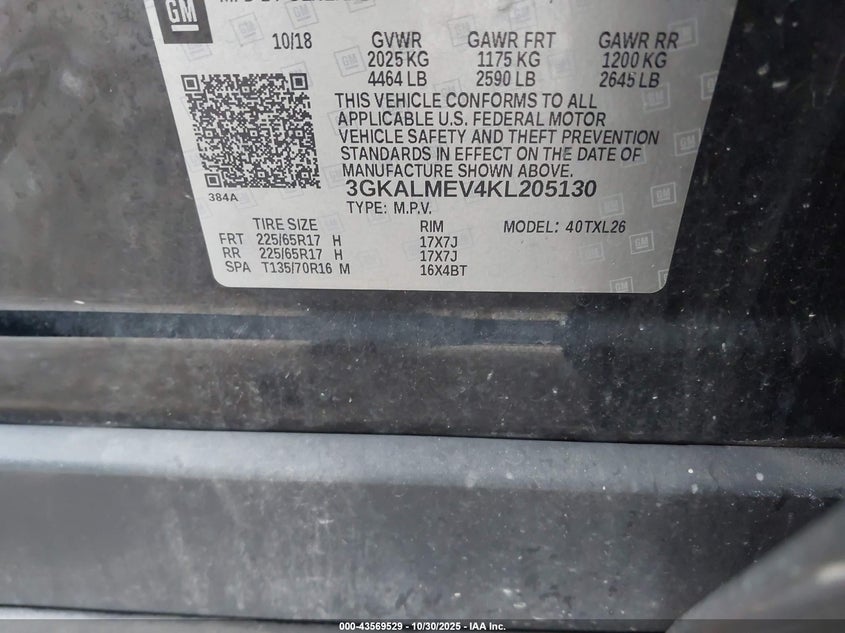 GM
10/18 GVWR GAWR FRT GAWR RR
2025 KG 1175 KG 1200 KG
4464 LB 2590 LB 2645 LB
THIS VEHICLE CONFORMS TO ALL
APPLICABLE U.S. FEDERAL MOTOR
VEHICLE SAFETY AND THEFT PREVENTION
STANDARDS IN EFFECT ON THE DATE OF
MANUFACTURE SHOWN ABOVE.
384A
3GKALMEV4KL205130
TYPE: M.P.V.
TIRE SIZE RIM MODEL: 40TXL26
FRT 225/65R17 H 17X7J
RR 225/65R17 H 17X7J
SPA T135/70R16 M 16X4BT
000-43569529 - 10/30/2025 - IAA Inc.